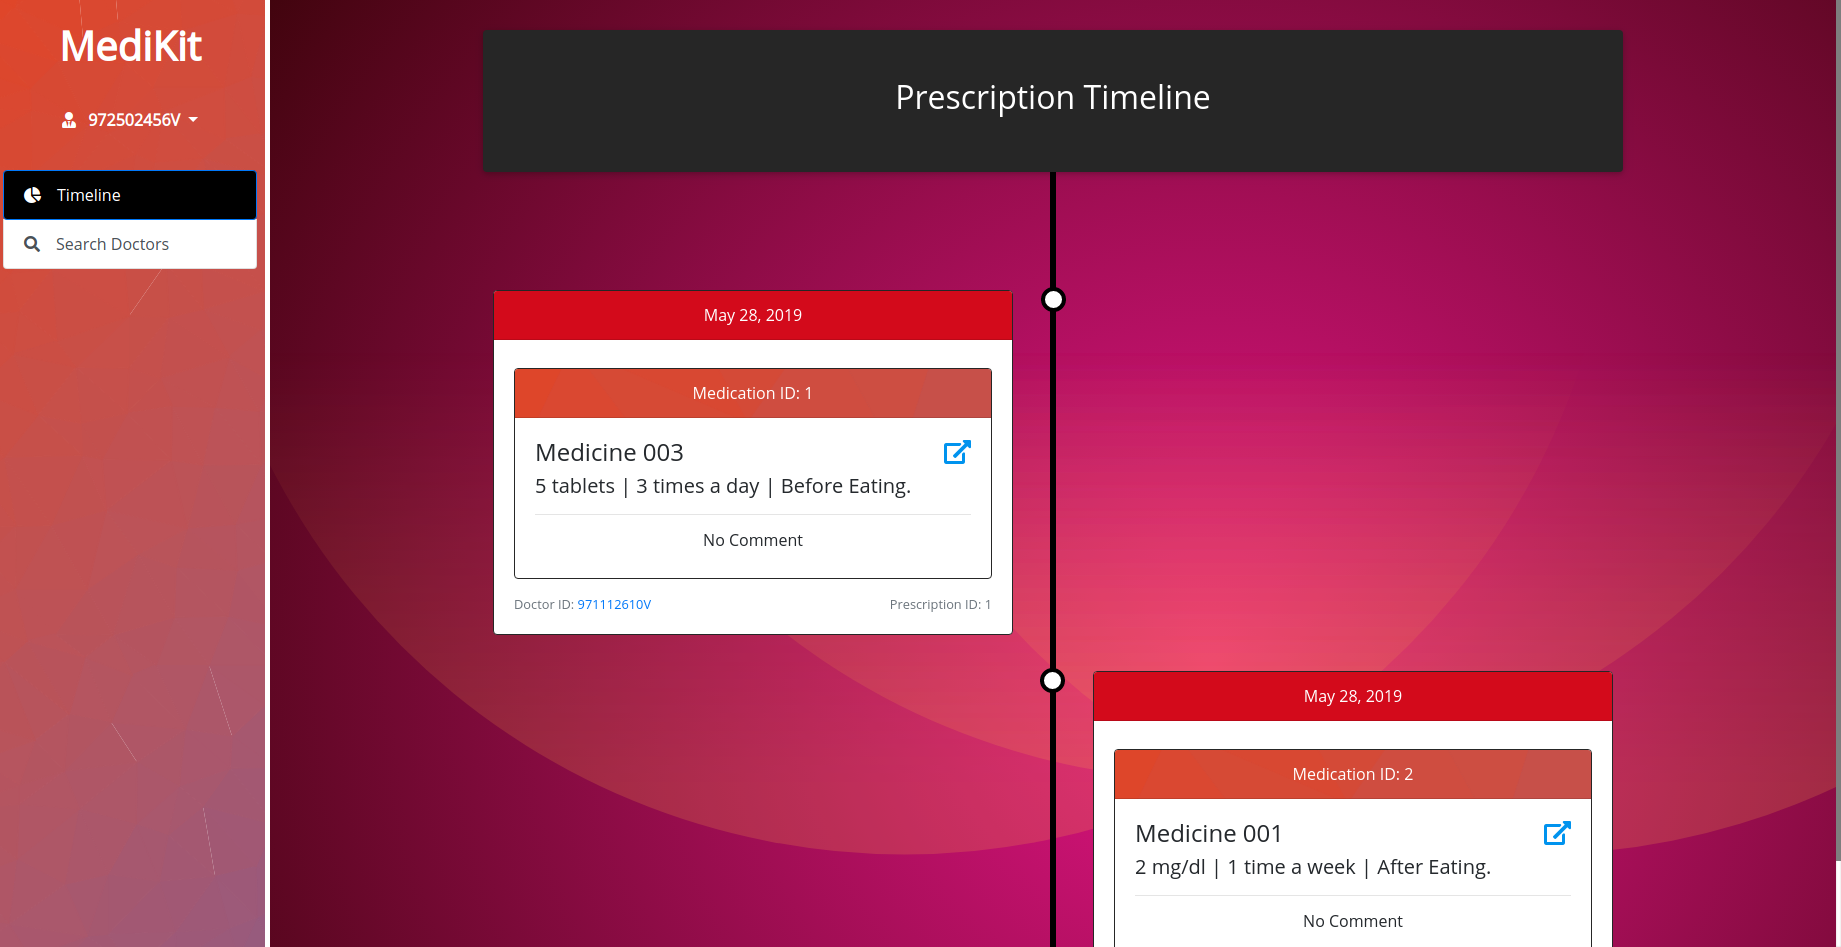 MediKit
972502456V
Timeline
Search Doctors
Prescription Timeline
May 28, 2019
Medication ID: 1
Medicine 003
5 tablets | 3 times a day | Before Eating.
No Comment
Doctor ID: 971112610V
Prescription ID: 1
May 28, 2019
Medication ID: 2
Medicine 001
2 mg/dl | 1 time a week | After Eating.
No Comment